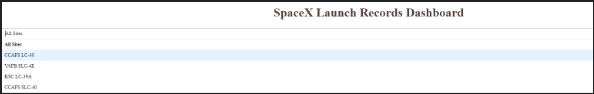 SpaceX Launch Records Dashboard
All Sites
All Sites
CCAFS LC-40
VAFB SLC-4E
KSC LC-39A
CCAFS SLC-40